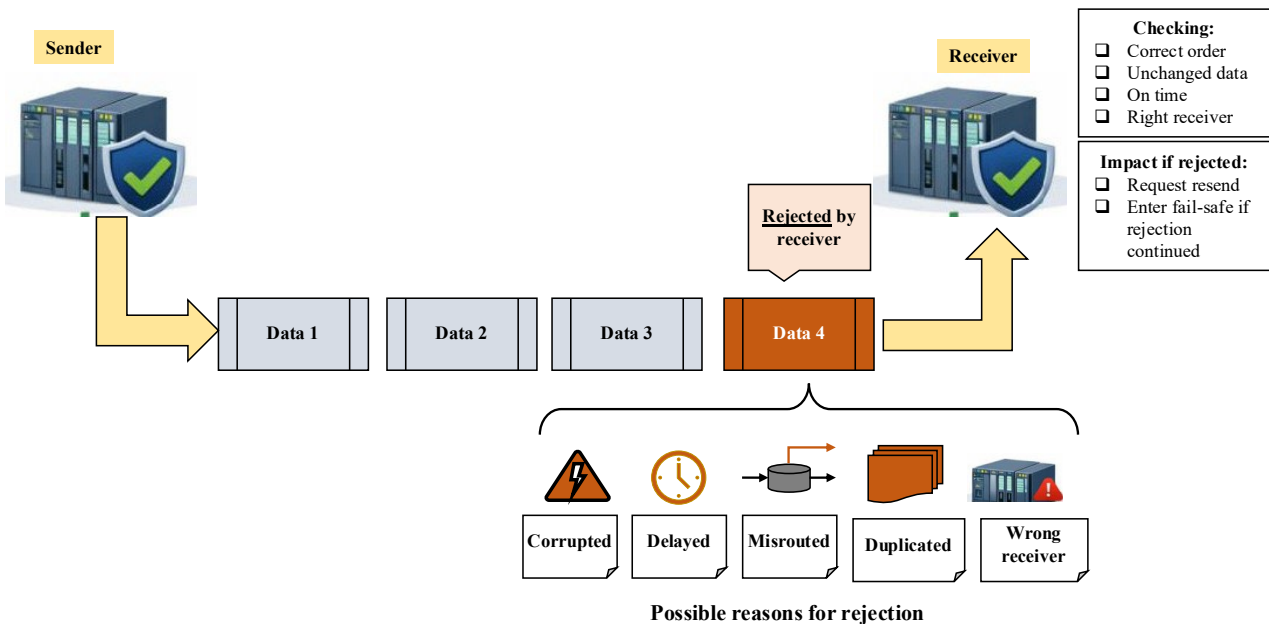 Sender
Receiver
Checking:
❑ Correct order
❑ Unchanged data
❑ On time
❑ Right receiver
Impact if rejected:
❑ Request resend
❑ Enter fail-safe if
rejection
continued
Rejected by
receiver
Data 1
Data 2
Data 3
Data 4
Corrupted
Delayed
Misrouted
Duplicated
Wrong
receiver
Possible reasons for rejection